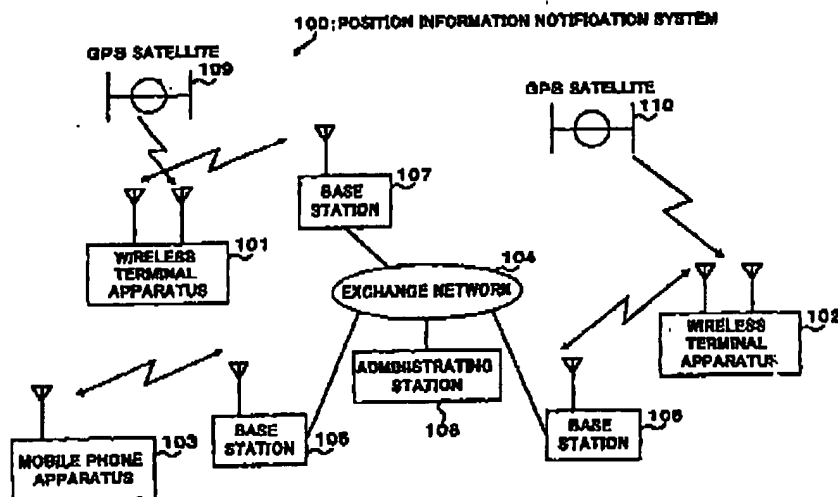 100; POSITION INFORMATION NOTIFICATION SYSTEM
GPS SATELLITE
109
GPS SATELLITE
110
107
BASE
STATION
101
WIRELESS
TERMINAL
APPARATUS
104
EXCHANGE NETWORK
102
WIRELESS
TERMINAL
APPARATUS
ADMINISTRATING
STATION
108
103
MOBILE PHONE
APPARATUS
105
BASE
STATION
106
BASE
STATION